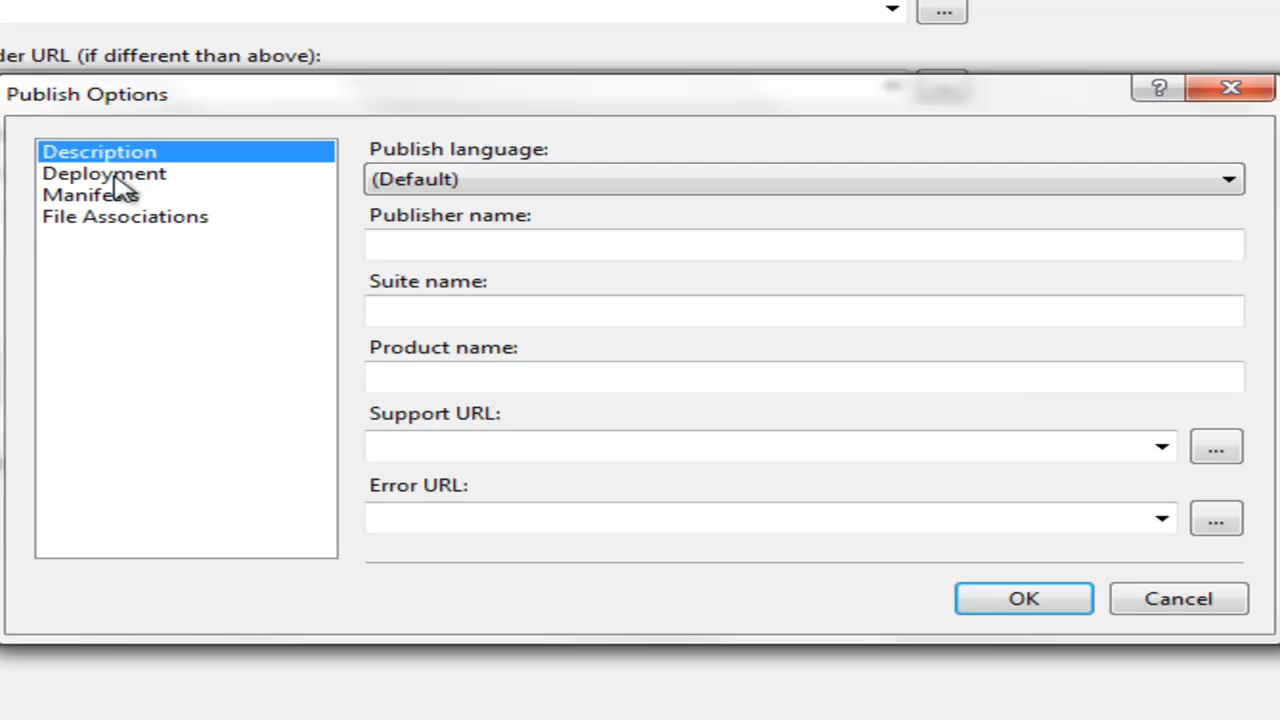 ...
der URL (if different than above):
Publish Options
?
Description
Deployment
Manifests
File Associations
Publish language:
(Default)
Publisher name:
Suite name:
Product name:
Support URL:
...
Error URL:
...
OK
Cancel